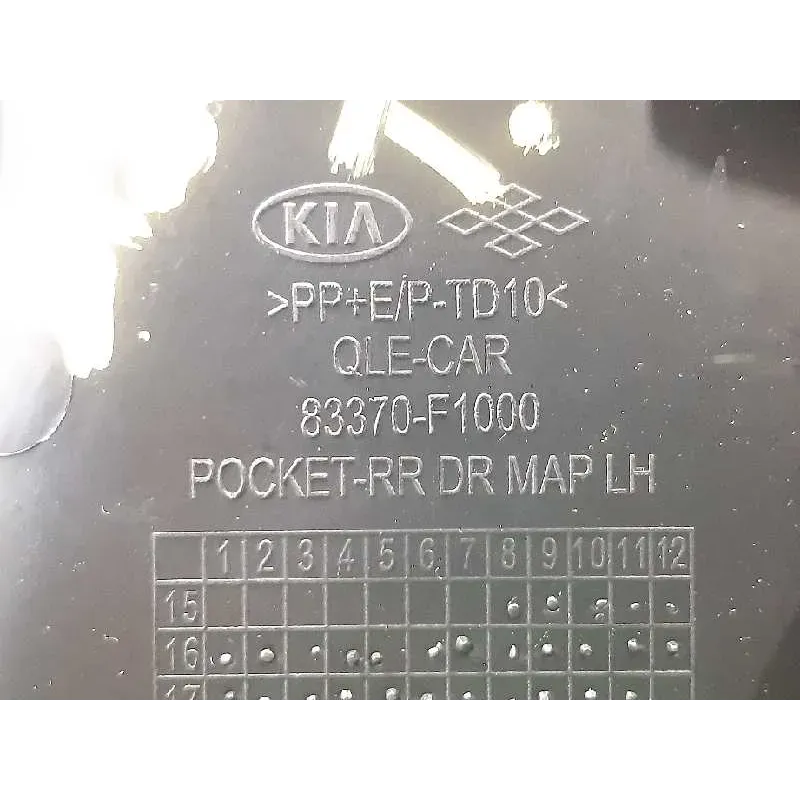 KIA
>PP+E/P-TD10<
QLE-CAR
83370-F1000
POCKET-RR DR MAP LH
1 2 3 4 5 6 7 8 9 10 11 12
15
16
17